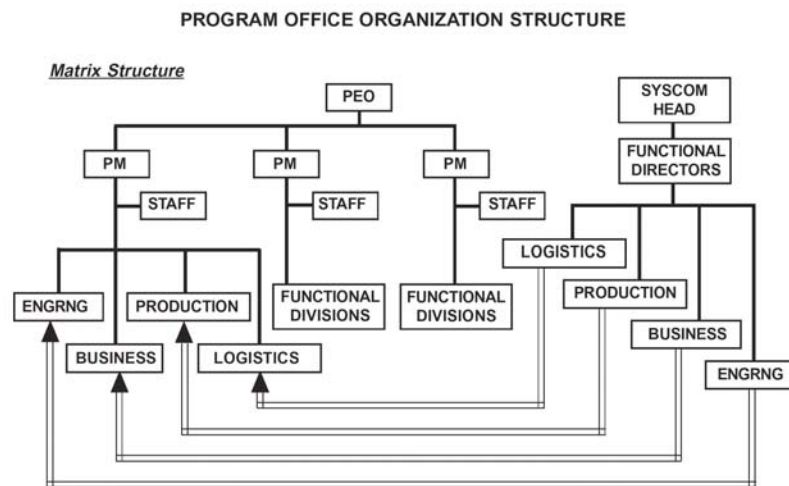 PROGRAM OFFICE ORGANIZATION STRUCTURE
Matrix Structure
PEO
SYSCOM
HEAD
PM
PM
PM
FUNCTIONAL
DIRECTORS
STAFF
STAFF
STAFF
LOGISTICS
ENGRNG
PRODUCTION
FUNCTIONAL
DIVISIONS
FUNCTIONAL
DIVISIONS
PRODUCTION
BUSINESS
BUSINESS
LOGISTICS
ENGRNG